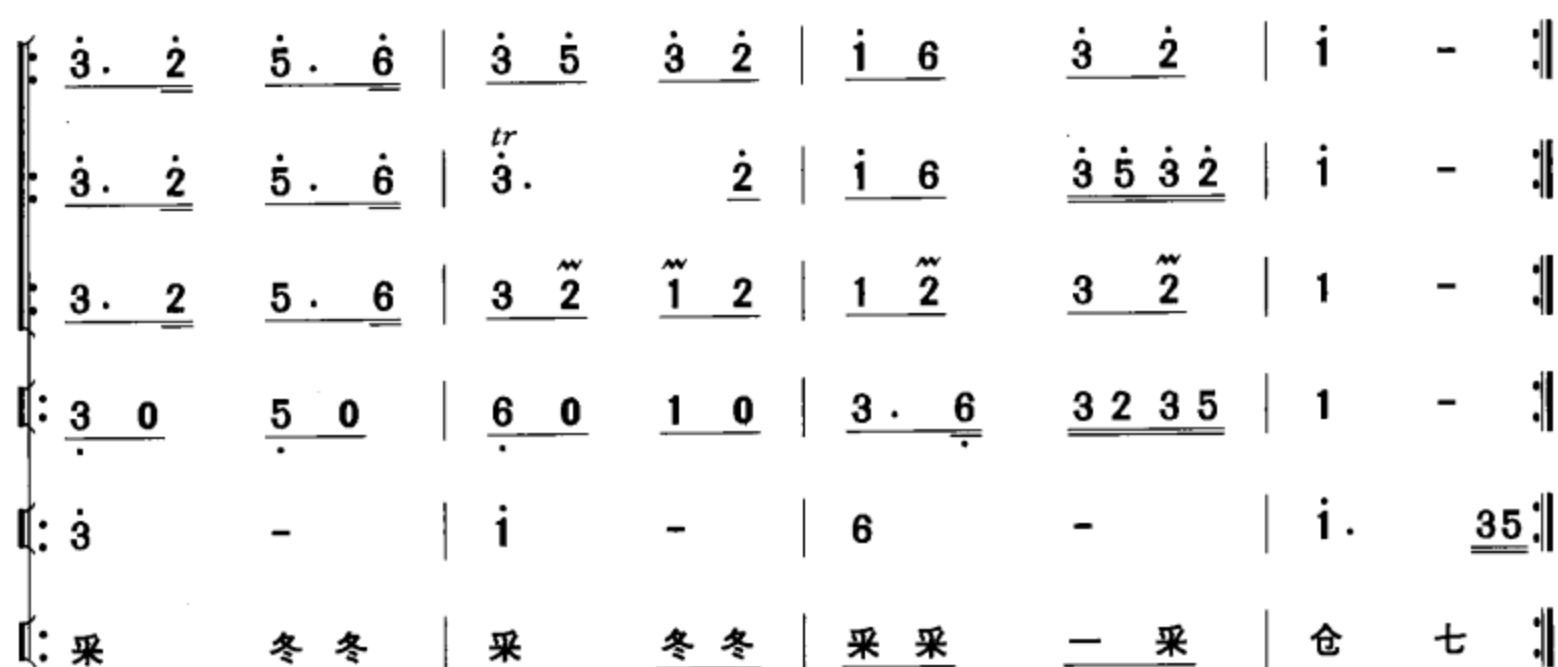 3̇. 2̇ 5̇. 6̇ | 3̇ 5̇ 3̇ 2̇ | 1̇ 6 3̇ 2̇ | 1̇ - :‖
tr
3̇. 2̇ 5̇. 6̇ | 3̇. 2̇ | 1̇ 6 3̇ 5̇ 3̇ 2̇ | 1̇ - :‖
3. 2 5. 6 | 3 2 1 2 | 1 2 3 2 | 1 - :‖
‖: 3̣ 0 5̣ 0 | 6̣ 0 1 0 | 3. 6̣ 3 2 3 5 | 1 - :‖
‖: 3̇ - | 1̇ - | 6 - | 1̇. 35 :‖
‖: 采 冬 冬 | 采 冬 冬 | 采 采 一 采 | 仓 七 :‖